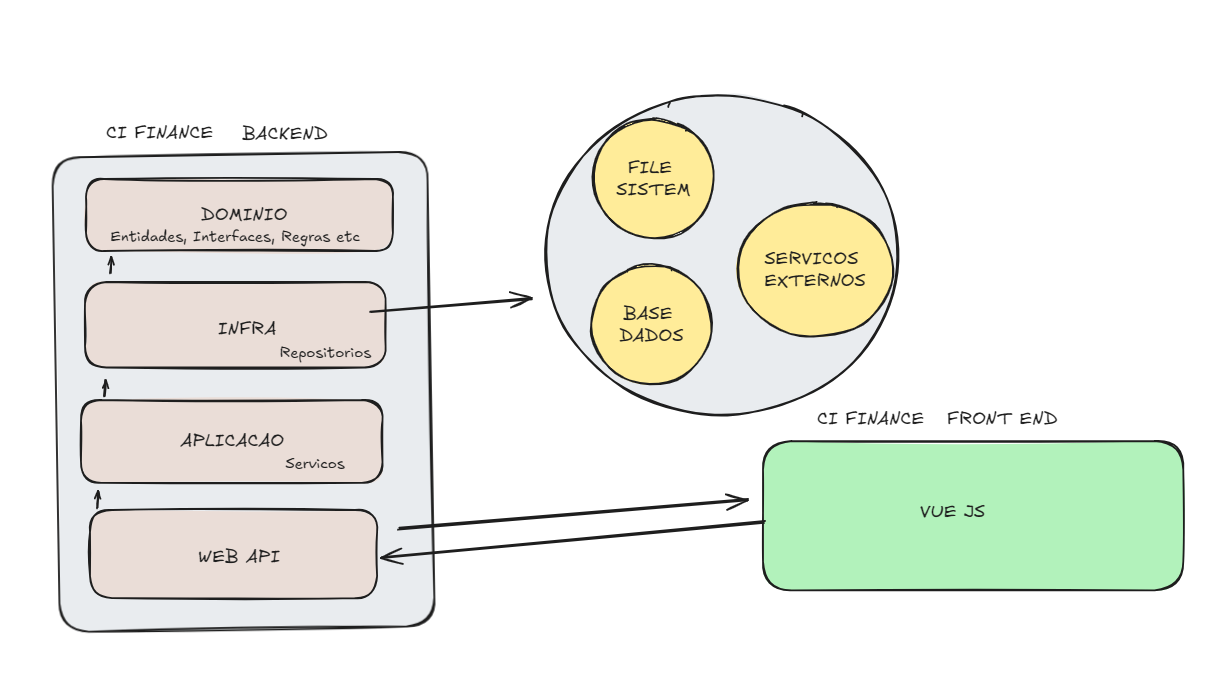 CI FINANCE BACKEND
DOMINIO
Entidades, Interfaces, Regras etc
INFRA
Repositorios
APLICACAO
Servicos
WEB API
FILE
SISTEM
SERVICOS
EXTERNOS
BASE
DADOS
CI FINANCE FRONT END
VUE JS